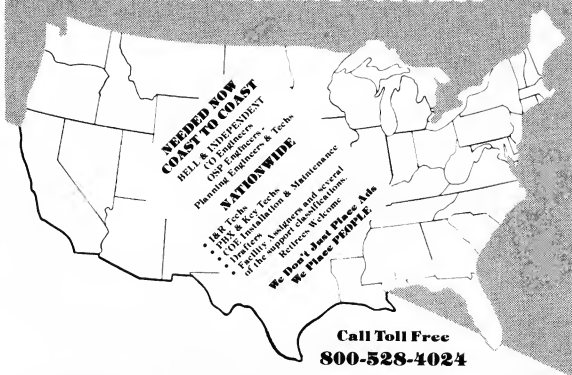 NEEDED NOW
COAST TO COAST
BELL & INDEPENDENT
CO Engineers
OSP Engineers
Planning Engineers & Techs
NATIONWIDE
• I&R Techs
• PBX & Key Techs
• COE Installation & Maintenance
• Drafters
• Facility Assigners and several
of the support classifications.
Retirees Welcome
We Don't Just Place Ads
We Place PEOPLE
Call Toll Free
800-528-4024